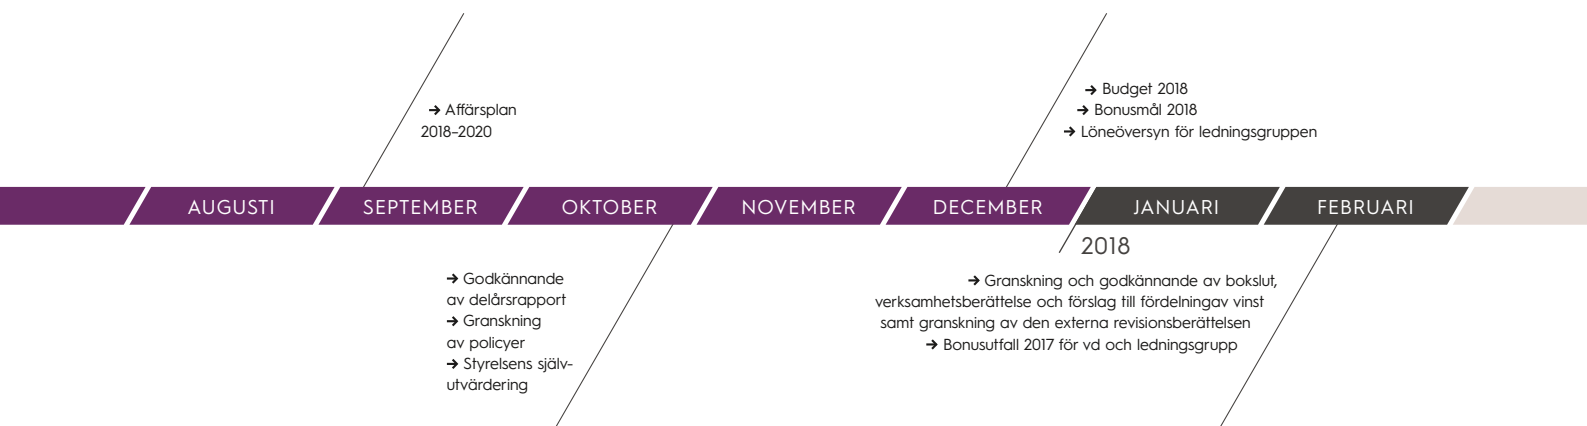 → Affärsplan
2018–2020
→ Budget 2018
→ Bonusmål 2018
→ Löneöversyn för ledningsgruppen
AUGUSTI
SEPTEMBER
OKTOBER
NOVEMBER
DECEMBER
JANUARI
FEBRUARI
2018
→ Godkännande
av delårsrapport
→ Granskning
av policyer
→ Styrelsens själv-
utvärdering
→ Granskning och godkännande av bokslut,
verksamhetsberättelse och förslag till fördelningav vinst
samt granskning av den externa revisionsberättelsen
→ Bonusutfall 2017 för vd och ledningsgrupp